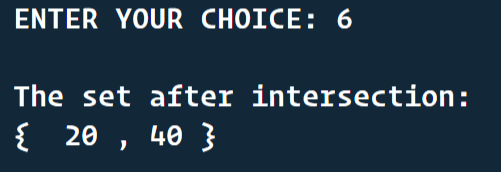 ENTER YOUR CHOICE: 6
The set after intersection:
{  20 , 40 }